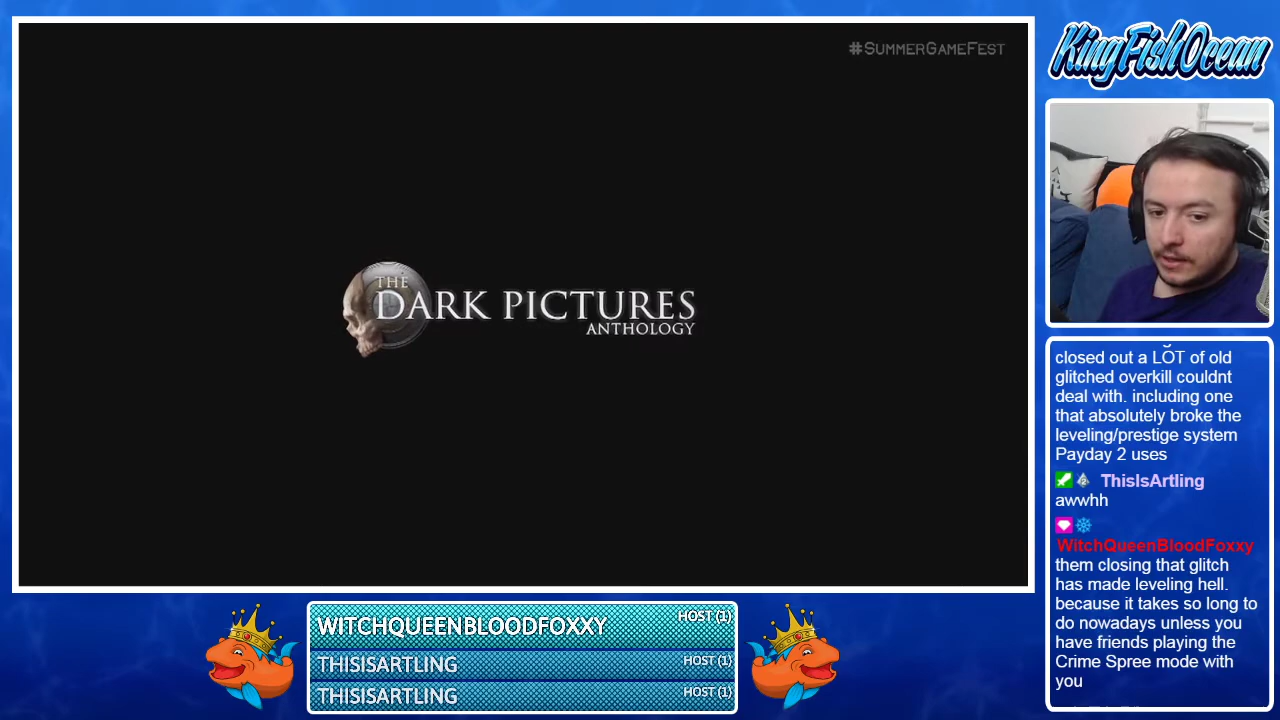 #SummerGameFest
KingFishOcean
THE
DARK PICTURES
ANTHOLOGY
closed out a LOT of old
glitched overkill couldnt
deal with. including one
that absolutely broke the
leveling/prestige system
Payday 2 uses
ThisIsArtling
awwhh
WitchQueenBloodFoxxy
them closing that glitch
has made leveling hell.
because it takes so long to
do nowadays unless you
have friends playing the
Crime Spree mode with
you
WITCHQUEENBLOODFOXXY HOST (1)
THISISARTLING HOST (1)
THISISARTLING HOST (1)